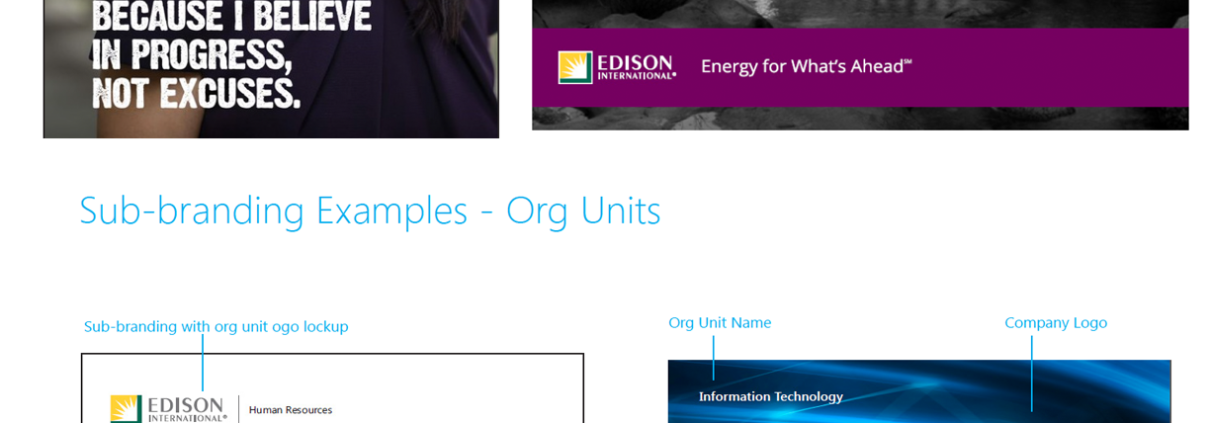 BECAUSE I BELIEVE
IN PROGRESS,
NOT EXCUSES.
EDISON
INTERNATIONAL®
Energy for What's Ahead℠
Sub-branding Examples - Org Units
Sub-branding with org unit ogo lockup
Org Unit Name
Company Logo
EDISON
INTERNATIONAL®
Human Resources
Information Technology